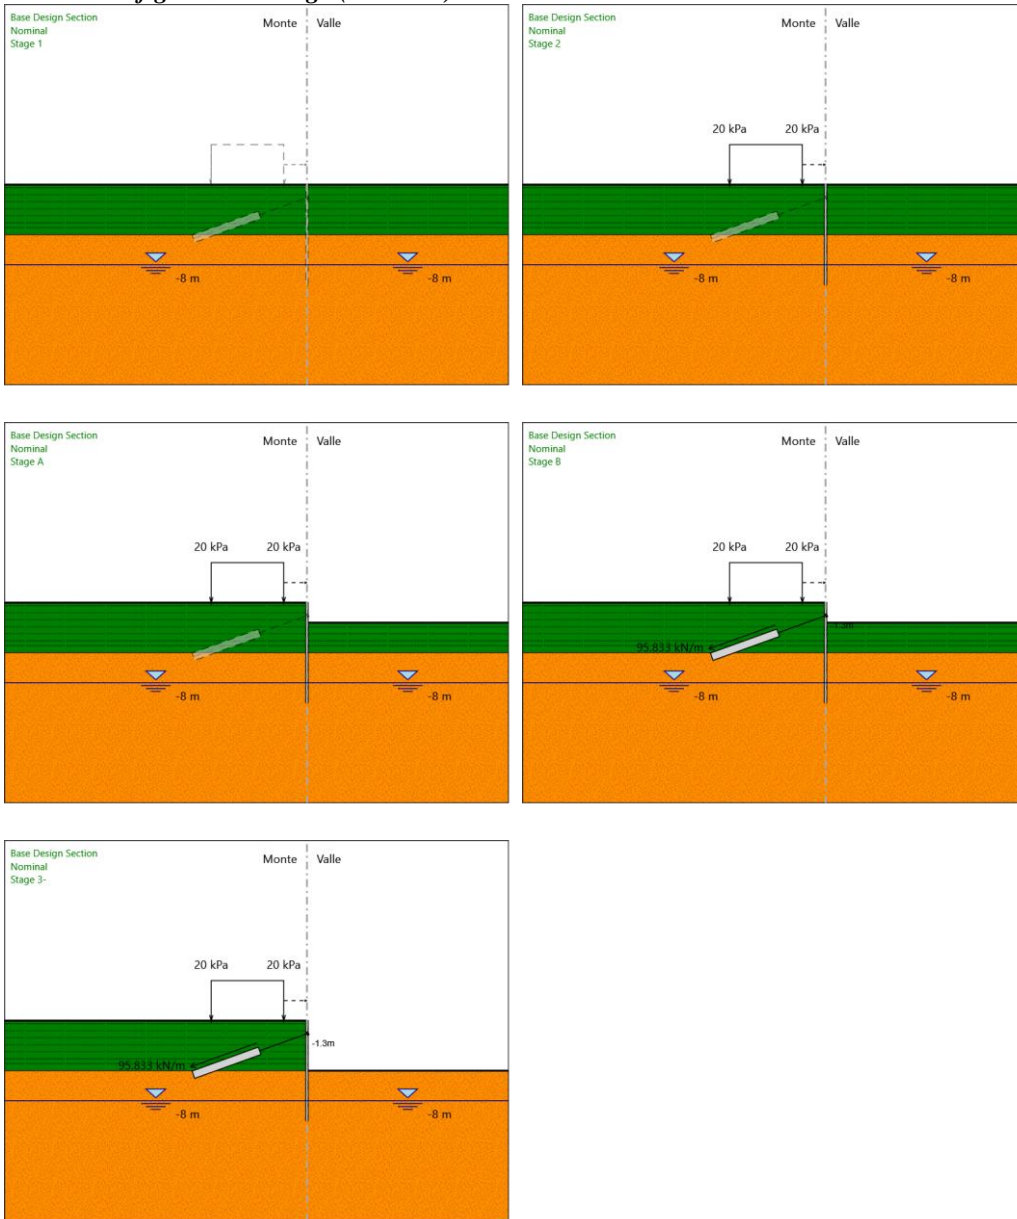 Base Design Section
Nominal
Stage 1
Monte Valle
-8 m -8 m
Base Design Section
Nominal
Stage 2
Monte Valle
20 kPa 20 kPa
-8 m -8 m
Base Design Section
Nominal
Stage A
Monte Valle
20 kPa 20 kPa
-8 m -8 m
Base Design Section
Nominal
Stage B
Monte Valle
20 kPa 20 kPa
-1.3m
95.833 kN/m
-8 m -8 m
Base Design Section
Nominal
Stage 3-
Monte Valle
20 kPa 20 kPa
-1.3m
95.833 kN/m
-8 m -8 m